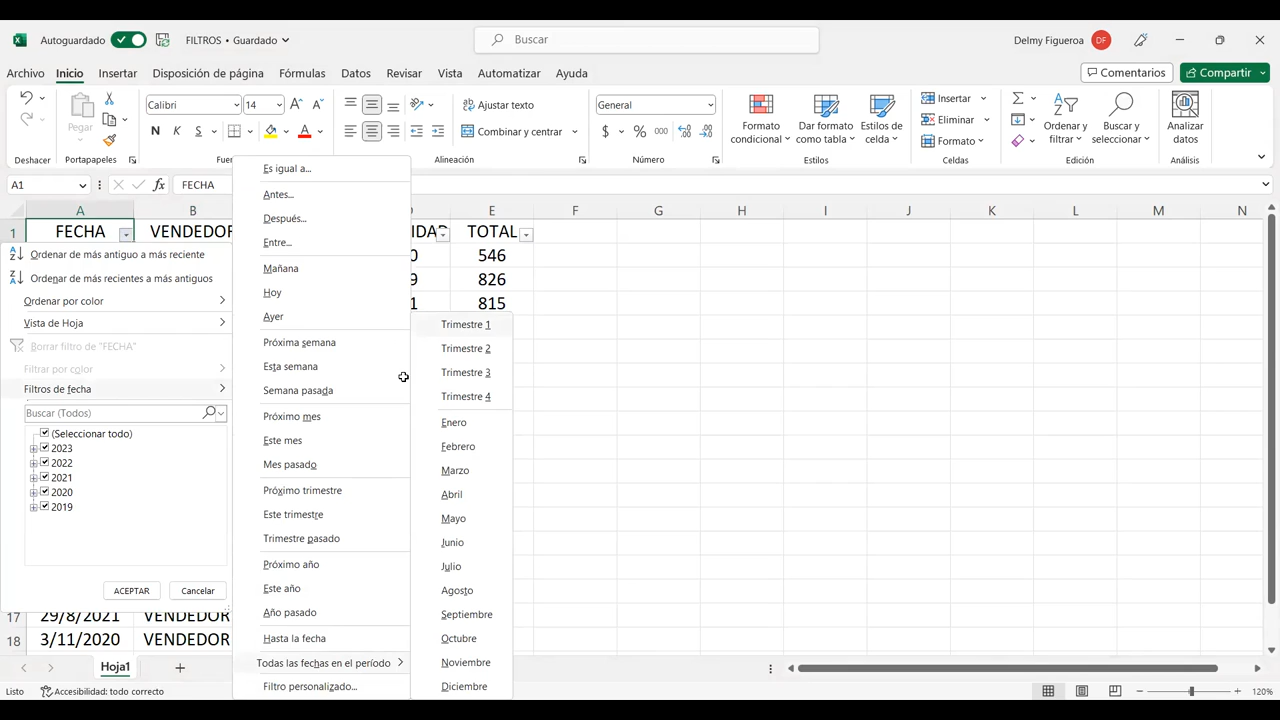 Autoguardado
FILTROS • Guardado
Buscar
Delmy Figueroa
DF
Archivo
Inicio
Insertar
Disposición de página
Fórmulas
Datos
Revisar
Vista
Automatizar
Ayuda
Comentarios
Compartir
Pegar
Deshacer
Portapapeles
Calibri
14
N
K
S
Ajustar texto
Combinar y centrar
Alineación
General
$
%
000
Número
Formato condicional
Dar formato como tabla
Estilos de celda
Estilos
Insertar
Eliminar
Formato
Celdas
Ordenar y filtrar
Buscar y seleccionar
Edición
Analizar datos
Análisis
A1
fx
FECHA
A
B
E
F
G
H
I
J
K
L
M
N
1
FECHA
VENDEDOR
TOTAL
0
546
9
826
1
815
Ordenar de más antiguo a más reciente
Ordenar de más recientes a más antiguos
Ordenar por color
Vista de Hoja
Borrar filtro de "FECHA"
Filtrar por color
Filtros de fecha
Buscar (Todos)
(Seleccionar todo)
2023
2022
2021
2020
2019
ACEPTAR
Cancelar
Es igual a...
Antes...
Después...
Entre...
Mañana
Hoy
Ayer
Próxima semana
Esta semana
Semana pasada
Próximo mes
Este mes
Mes pasado
Próximo trimestre
Este trimestre
Trimestre pasado
Próximo año
Este año
Año pasado
Hasta la fecha
Todas las fechas en el período
Filtro personalizado...
Trimestre 1
Trimestre 2
Trimestre 3
Trimestre 4
Enero
Febrero
Marzo
Abril
Mayo
Junio
Julio
Agosto
Septiembre
Octubre
Noviembre
Diciembre
17
29/8/2021
VENDEDOR
18
3/11/2020
VENDEDOR
Hoja1
Listo
Accesibilidad: todo correcto
120%